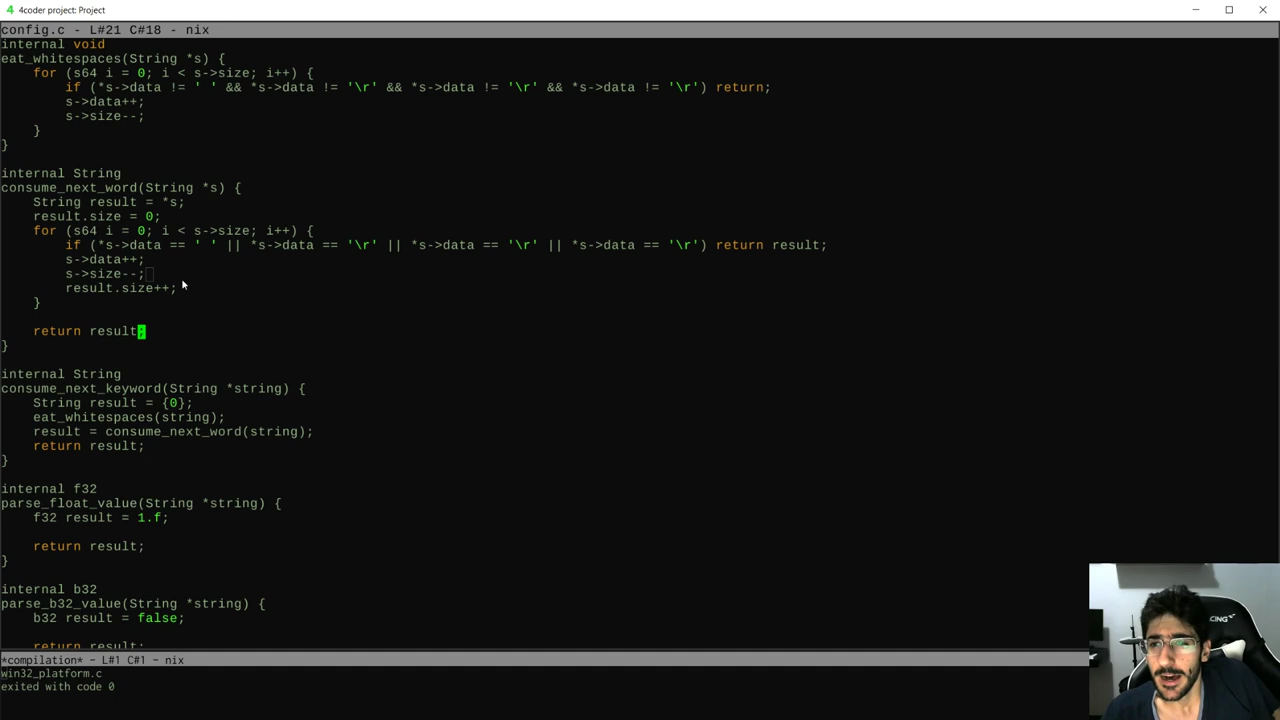 4 4coder project: Project
config.c - L#21 C#18 - nix
internal void
eat_whitespaces(String *s) {
    for (s64 i = 0; i < s->size; i++) {
        if (*s->data != ' ' && *s->data != '\r' && *s->data != '\r' && *s->data != '\r') return;
        s->data++;
        s->size--;
    }
}
internal String
consume_next_word(String *s) {
    String result = *s;
    result.size = 0;
    for (s64 i = 0; i < s->size; i++) {
        if (*s->data == ' ' || *s->data == '\r' || *s->data == '\r' || *s->data == '\r') return result;
        s->data++;
        s->size--;
        result.size++;
    }
    return result;
}
internal String
consume_next_keyword(String *string) {
    String result = {0};
    eat_whitespaces(string);
    result = consume_next_word(string);
    return result;
}
internal f32
parse_float_value(String *string) {
    f32 result = 1.f;
    return result;
}
internal b32
parse_b32_value(String *string) {
    b32 result = false;
    return result;
*compilation* - L#1 C#1 - nix
win32_platform.c
exited with code 0